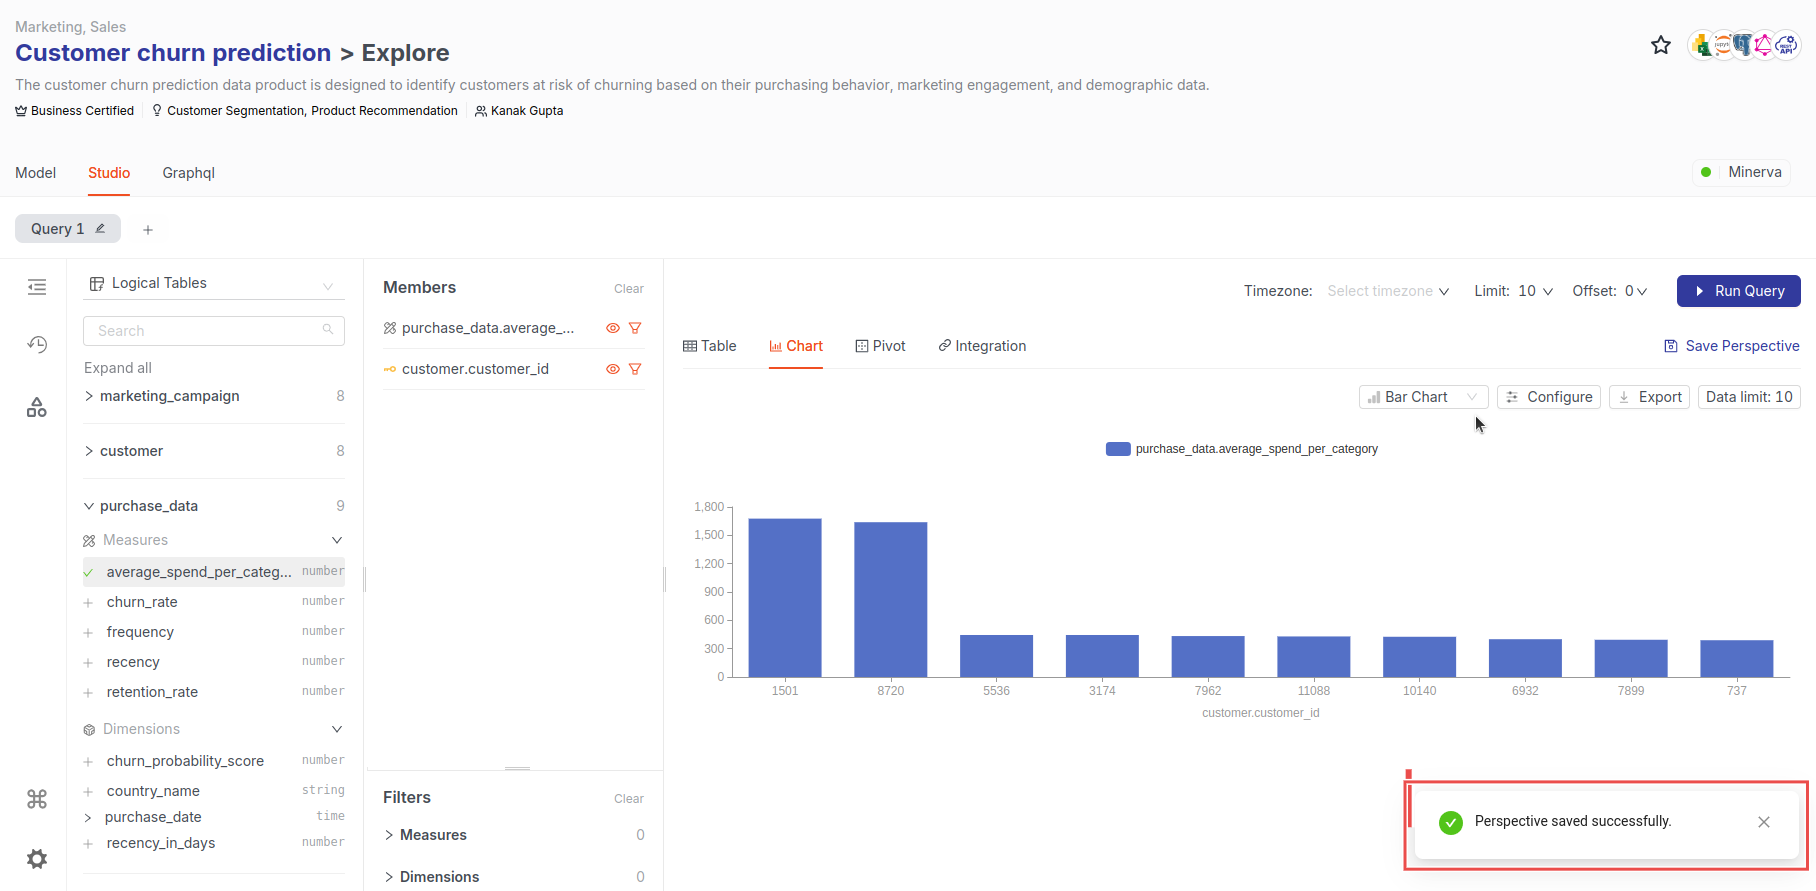 Marketing, Sales
Customer churn prediction > Explore
The customer churn prediction data product is designed to identify customers at risk of churning based on their purchasing behavior, marketing engagement, and demographic data.
Business Certified
Customer Segmentation, Product Recommendation
Kanak Gupta
jupyter
REST
API
Model
Studio
Graphql
Minerva
Query 1
Logical Tables
Search
Expand all
marketing_campaign 8
customer 8
purchase_data 9
Measures
average_spend_per_categ... number
churn_rate number
frequency number
recency number
retention_rate number
Dimensions
churn_probability_score number
country_name string
purchase_date time
recency_in_days number
Members Clear
purchase_data.average_...
customer.customer_id
Filters Clear
Measures 0
Dimensions 0
Timezone: Select timezone Limit: 10 Offset: 0 Run Query
Table
Chart
Pivot
Integration
Save Perspective
Bar Chart
Configure
Export
Data limit: 10
purchase_data.average_spend_per_category
1,800
1,500
1,200
900
600
300
0
1501 8720 5536 3174 7962 11088 10140 6932 7899 737
customer.customer_id
Perspective saved successfully.